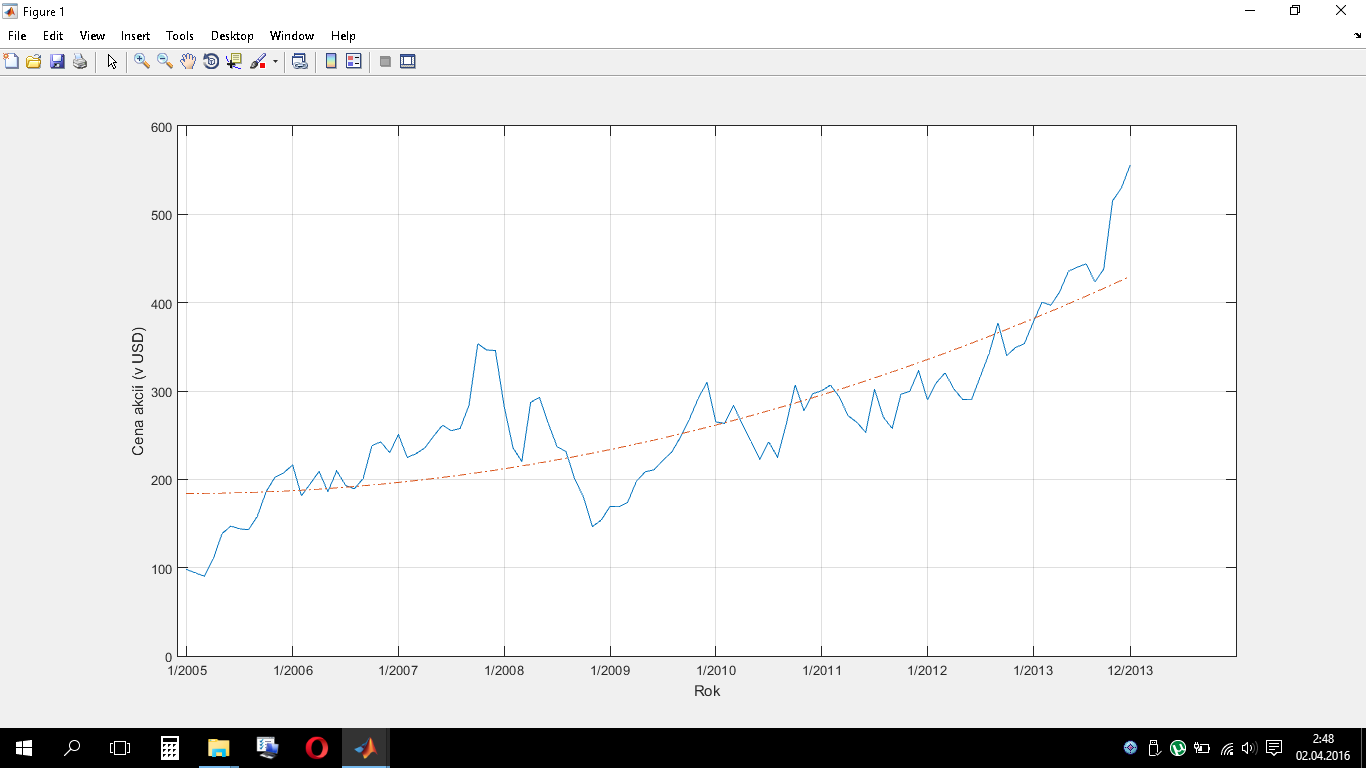 Figure 1
File Edit View Insert Tools Desktop Window Help
600
500
400
300
200
100
0
Cena akcií (v USD)
1/2005 1/2006 1/2007 1/2008 1/2009 1/2010 1/2011 1/2012 1/2013 12/2013
Rok
2:48
02.04.2016